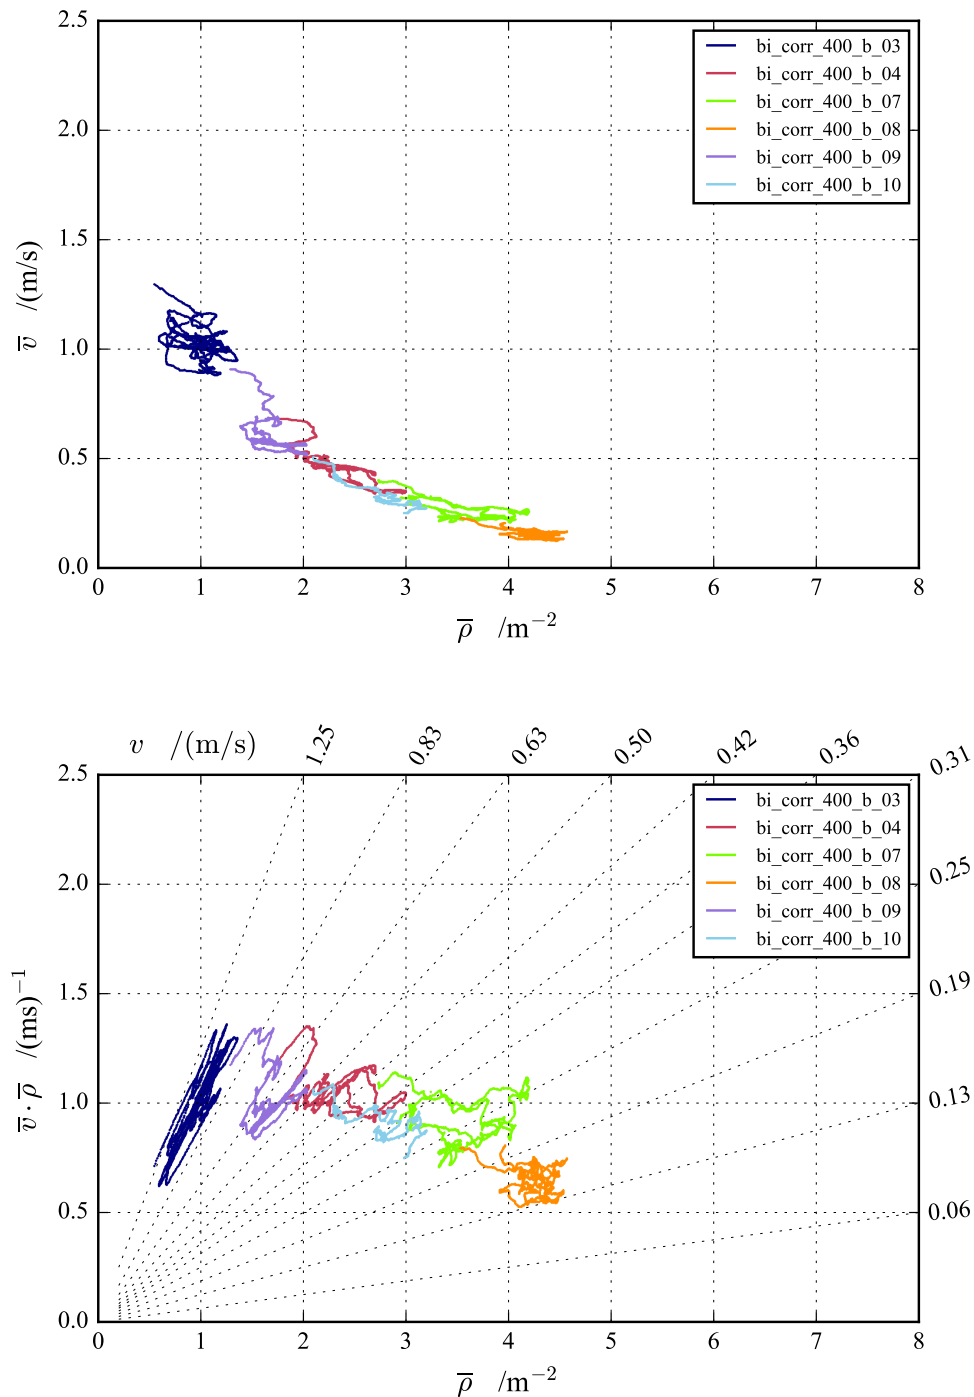 2.5
2.0
1.5
1.0
0.5
0.0
v̅ /(m/s)
bi_corr_400_b_03
bi_corr_400_b_04
bi_corr_400_b_07
bi_corr_400_b_08
bi_corr_400_b_09
bi_corr_400_b_10
0 1 2 3 4 5 6 7 8
ρ̅ /m⁻²
v /(m/s) 1.25 0.83 0.63 0.50 0.42 0.36 0.31
0.25
0.19
0.13
0.06
2.5
2.0
1.5
1.0
0.5
0.0
v̅ · ρ̅ /(ms)⁻¹
bi_corr_400_b_03
bi_corr_400_b_04
bi_corr_400_b_07
bi_corr_400_b_08
bi_corr_400_b_09
bi_corr_400_b_10
0 1 2 3 4 5 6 7 8
ρ̅ /m⁻²